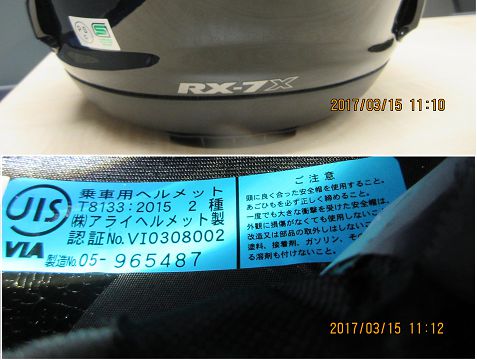 RX-7X
2017/03/15 11:10
JIS
VIA
乗車用ヘルメット
T8133:2015 2種
㈱アライヘルメット製
認証No.VI0308002
製造No.05-965487
ご注意
頭に良く合った安全帽を使用すること。
あごひもを必ず正しく締めること。
一度でも大きな衝撃を受けた安全帽は、
外観に損傷がなくても使用しない
改造又は部品の取外しはしない
塗料、接着剤、ガソリン、その
る溶剤も付けないこと。
2017/03/15 11:12